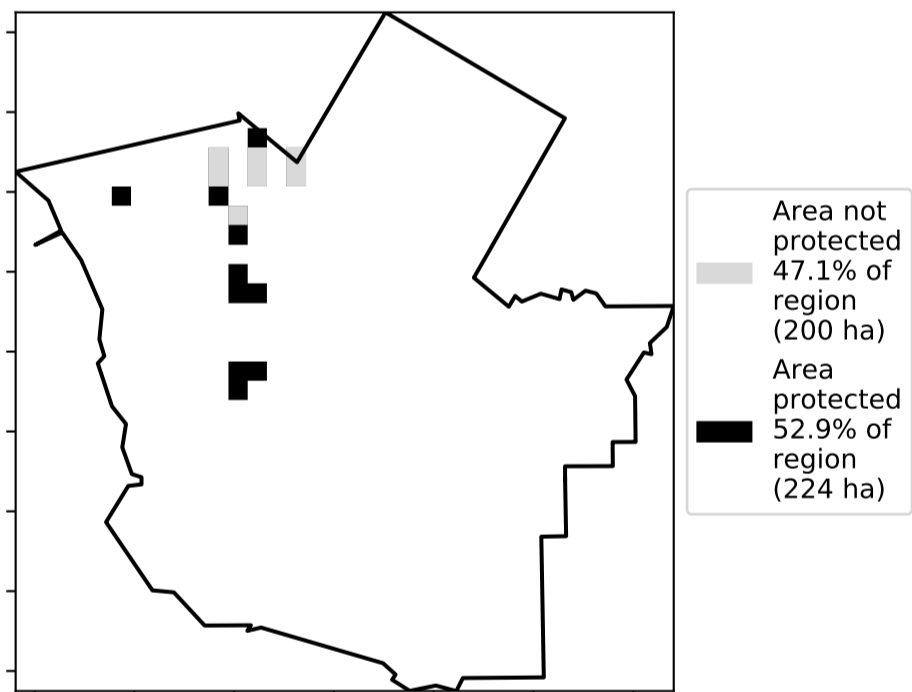 Area not
protected
47.1% of
region
(200 ha)
Area
protected
52.9% of
region
(224 ha)